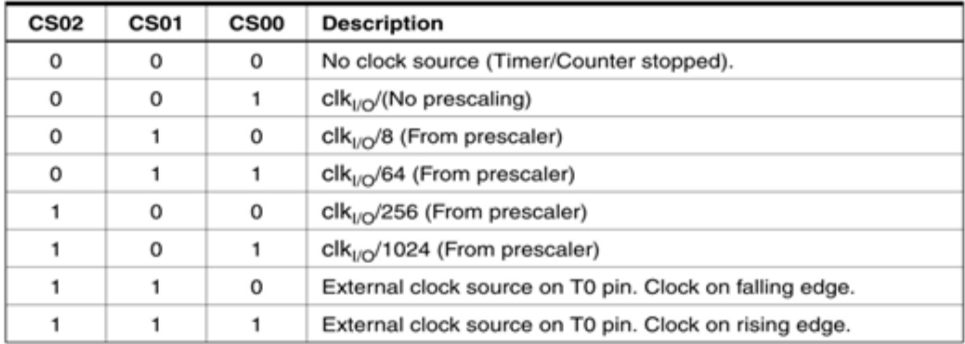 CS02 CS01 CS00 Description
0 0 0 No clock source (Timer/Counter stopped).
0 0 1 clkI/O/(No prescaling)
0 1 0 clkI/O/8 (From prescaler)
0 1 1 clkI/O/64 (From prescaler)
1 0 0 clkI/O/256 (From prescaler)
1 0 1 clkI/O/1024 (From prescaler)
1 1 0 External clock source on T0 pin. Clock on falling edge.
1 1 1 External clock source on T0 pin. Clock on rising edge.